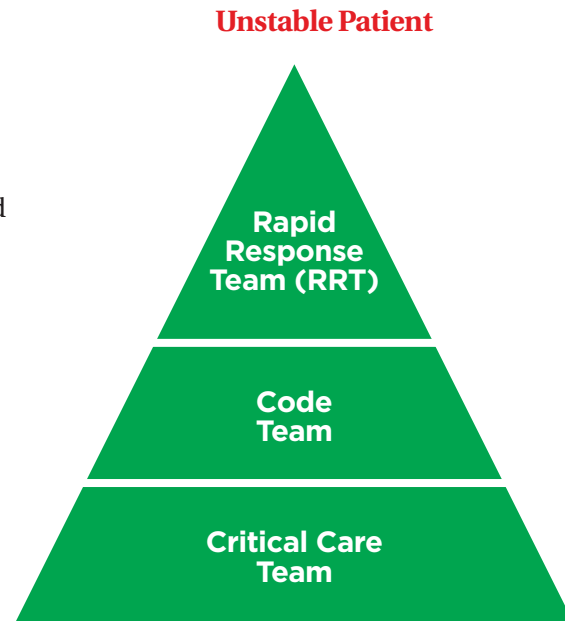 Unstable Patient
Rapid
Response
Team (RRT)
Code
Team
Critical Care
Team